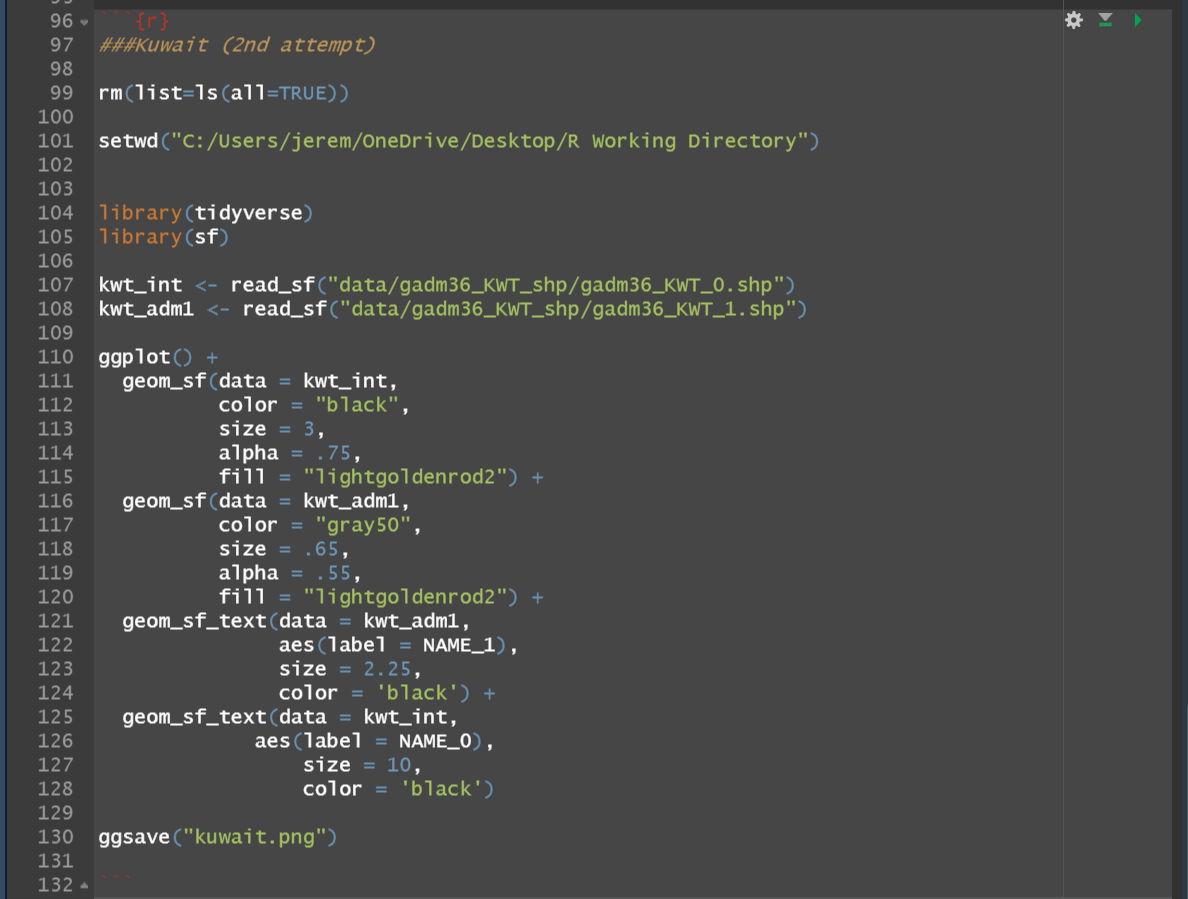 96 ```{r}
97 ###Kuwait (2nd attempt)
98
99 rm(list=ls(all=TRUE))
100
101 setwd("C:/Users/jerem/OneDrive/Desktop/R Working Directory")
102
103
104 library(tidyverse)
105 library(sf)
106
107 kwt_int <- read_sf("data/gadm36_KWT_shp/gadm36_KWT_0.shp")
108 kwt_adm1 <- read_sf("data/gadm36_KWT_shp/gadm36_KWT_1.shp")
109
110 ggplot() +
111   geom_sf(data = kwt_int,
112           color = "black",
113           size = 3,
114           alpha = .75,
115           fill = "lightgoldenrod2") +
116   geom_sf(data = kwt_adm1,
117           color = "gray50",
118           size = .65,
119           alpha = .55,
120           fill = "lightgoldenrod2") +
121   geom_sf_text(data = kwt_adm1,
122                aes(label = NAME_1),
123                size = 2.25,
124                color = 'black') +
125   geom_sf_text(data = kwt_int,
126              aes(label = NAME_0),
127                  size = 10,
128                  color = 'black')
129
130 ggsave("kuwait.png")
131
132 ```